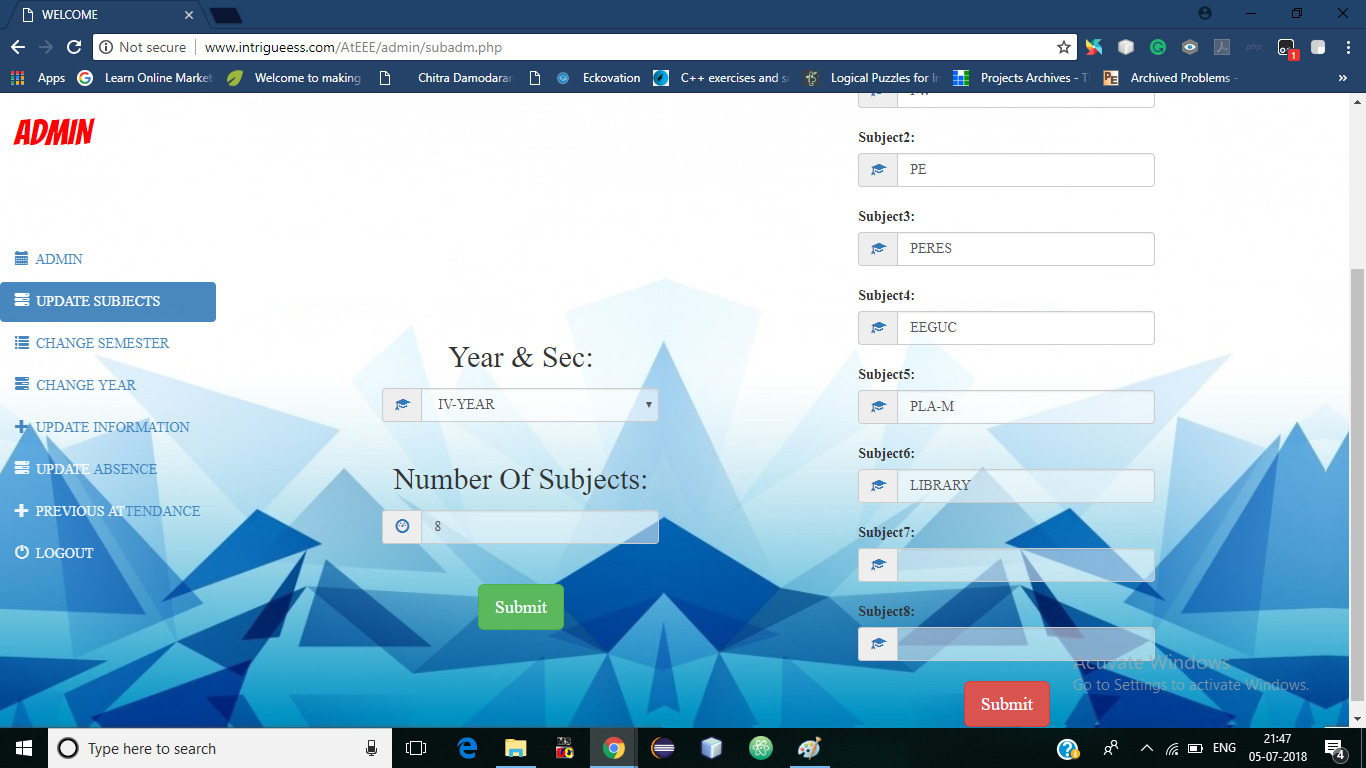 WELCOME
Not secure
www.intrigueess.com/AtEEE/admin/subadm.php
php
1
Apps
Learn Online Market
Welcome to making
Chitra Damodaran
Eckovation
C++ exercises and s
Logical Puzzles for In
Projects Archives - T
PE
Archived Problems -
»
ADMIN
ADMIN
UPDATE SUBJECTS
CHANGE SEMESTER
CHANGE YEAR
UPDATE INFORMATION
UPDATE ABSENCE
PREVIOUS ATTENDANCE
LOGOUT
Year & Sec:
IV-YEAR
Number Of Subjects:
8
Submit
Subject2:
PE
Subject3:
PERES
Subject4:
EEGUC
Subject5:
PLA-M
Subject6:
LIBRARY
Subject7:
Subject8:
Submit
Activate Windows
Go to Settings to activate Windows.
Type here to search
ENG
21:47
05-07-2018
4